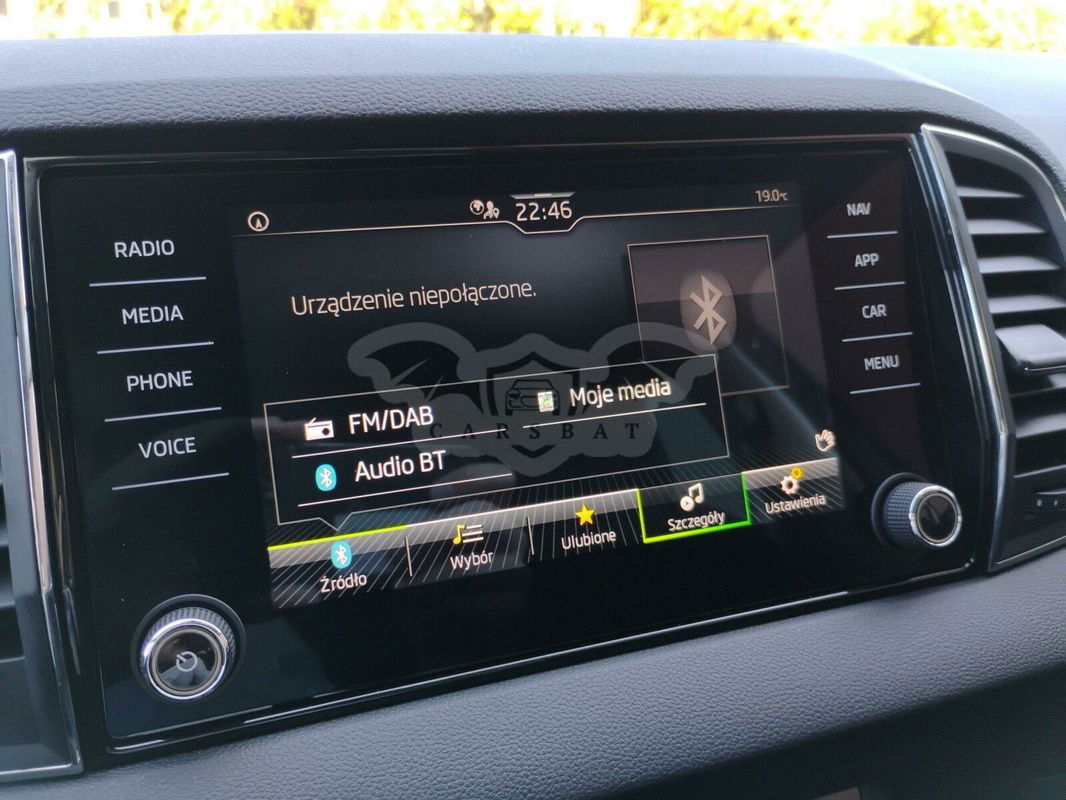 22:46
19.0°C
RADIO
MEDIA
PHONE
VOICE
NAV
APP
CAR
MENU
Urządzenie niepołączone.
FM/DAB
Moje media
Audio BT
CARSBAT
Źródło
Wybór
Ulubione
Szczegóły
Ustawienia